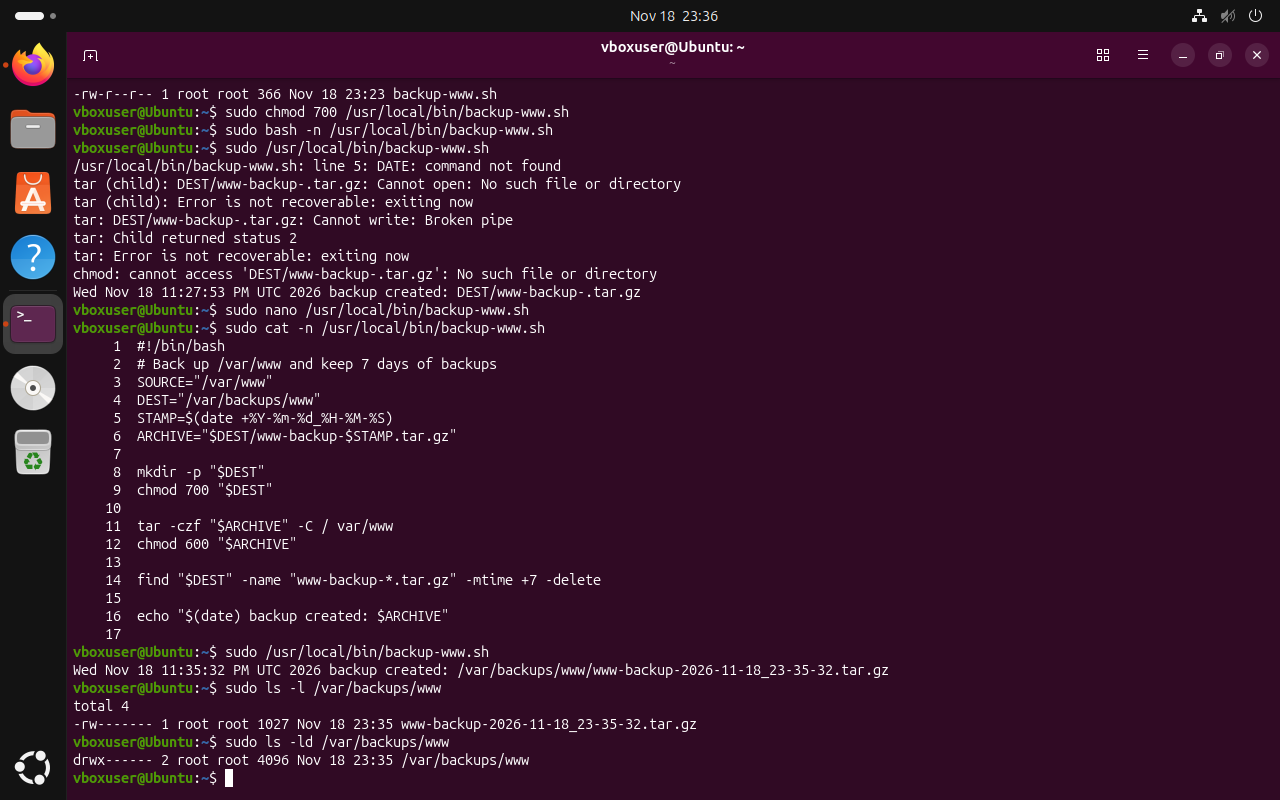 Nov 18 23:36
vboxuser@Ubuntu: ~
~
-rw-r--r-- 1 root root 366 Nov 18 23:23 backup-www.sh
vboxuser@Ubuntu:~$ sudo chmod 700 /usr/local/bin/backup-www.sh
vboxuser@Ubuntu:~$ sudo bash -n /usr/local/bin/backup-www.sh
vboxuser@Ubuntu:~$ sudo /usr/local/bin/backup-www.sh
/usr/local/bin/backup-www.sh: line 5: DATE: command not found
tar (child): DEST/www-backup-.tar.gz: Cannot open: No such file or directory
tar (child): Error is not recoverable: exiting now
tar: DEST/www-backup-.tar.gz: Cannot write: Broken pipe
tar: Child returned status 2
tar: Error is not recoverable: exiting now
chmod: cannot access 'DEST/www-backup-.tar.gz': No such file or directory
Wed Nov 18 11:27:53 PM UTC 2026 backup created: DEST/www-backup-.tar.gz
vboxuser@Ubuntu:~$ sudo nano /usr/local/bin/backup-www.sh
vboxuser@Ubuntu:~$ sudo cat -n /usr/local/bin/backup-www.sh
     1  #!/bin/bash
     2  # Back up /var/www and keep 7 days of backups
     3  SOURCE="/var/www"
     4  DEST="/var/backups/www"
     5  STAMP=$(date +%Y-%m-%d_%H-%M-%S)
     6  ARCHIVE="$DEST/www-backup-$STAMP.tar.gz"
     7
     8  mkdir -p "$DEST"
     9  chmod 700 "$DEST"
    10
    11  tar -czf "$ARCHIVE" -C / var/www
    12  chmod 600 "$ARCHIVE"
    13
    14  find "$DEST" -name "www-backup-*.tar.gz" -mtime +7 -delete
    15
    16  echo "$(date) backup created: $ARCHIVE"
    17
vboxuser@Ubuntu:~$ sudo /usr/local/bin/backup-www.sh
Wed Nov 18 11:35:32 PM UTC 2026 backup created: /var/backups/www/www-backup-2026-11-18_23-35-32.tar.gz
vboxuser@Ubuntu:~$ sudo ls -l /var/backups/www
total 4
-rw------- 1 root root 1027 Nov 18 23:35 www-backup-2026-11-18_23-35-32.tar.gz
vboxuser@Ubuntu:~$ sudo ls -ld /var/backups/www
drwx------ 2 root root 4096 Nov 18 23:35 /var/backups/www
vboxuser@Ubuntu:~$